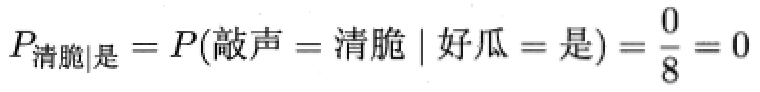 P清脆|是 = P(敲声 = 清脆 | 好瓜 = 是) = 0/8 = 0